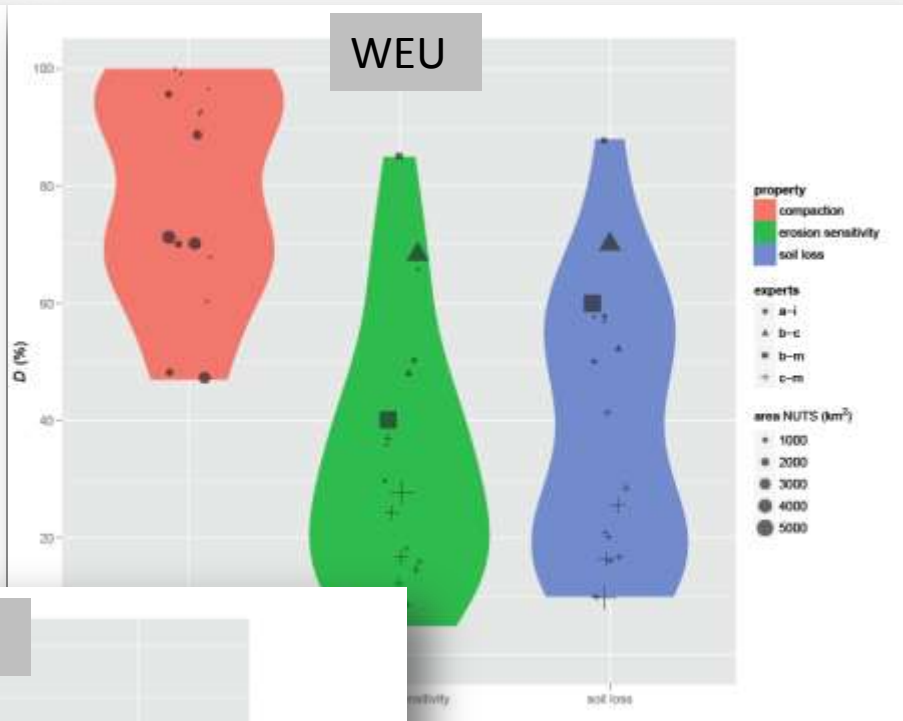 WEU
100
80
60
40
20
D (%)
nsitivity
soil loss
property
compaction
erosion sensitivity
soil loss
experts
a-i
b-c
b-m
c-m
area NUTS (km²)
1000
2000
3000
4000
5000